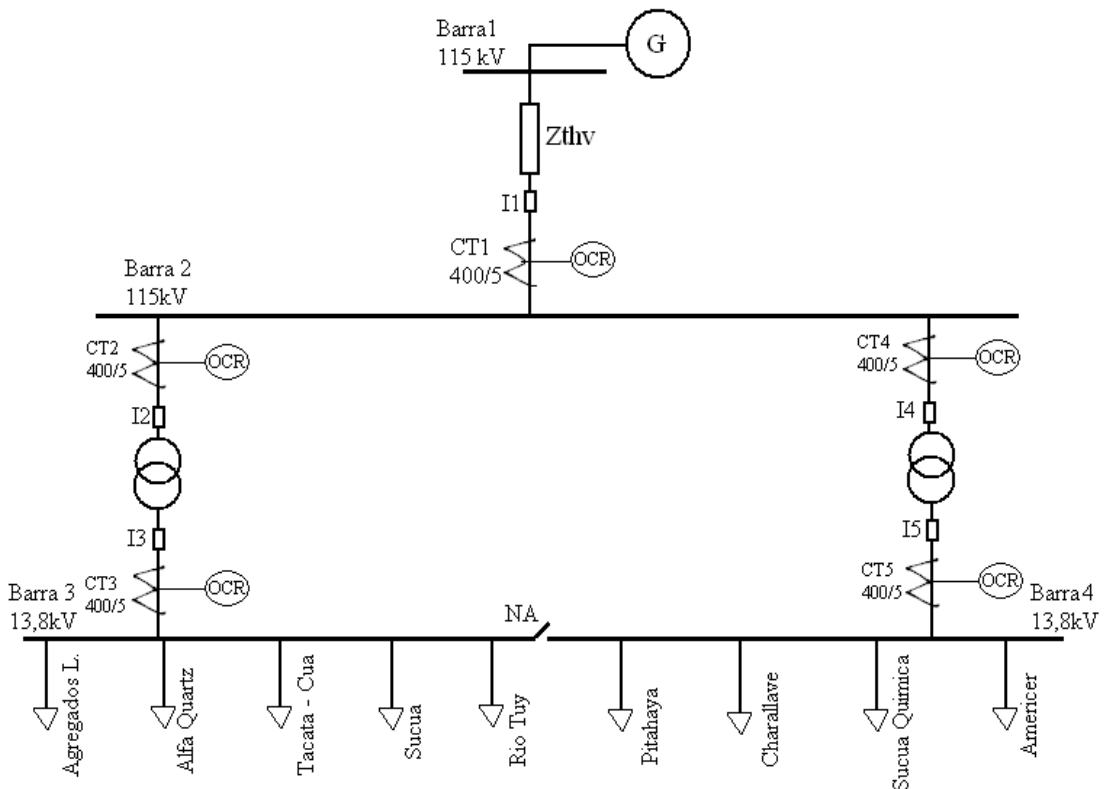 Barra1
115 kV
G
Zthv
I1
CT1
400/5
OCR
Barra 2
115kV
CT2
400/5
OCR
CT4
400/5
OCR
I2
I4
I3
I5
CT3
400/5
OCR
CT5
400/5
OCR
Barra 3
13,8kV
NA
Barra4
13,8kV
Agregados L.
Alfa Quartz
Tacata - Cua
Sucua
Rio Tuy
Pitahaya
Charallave
Sucua Quimica
Americer